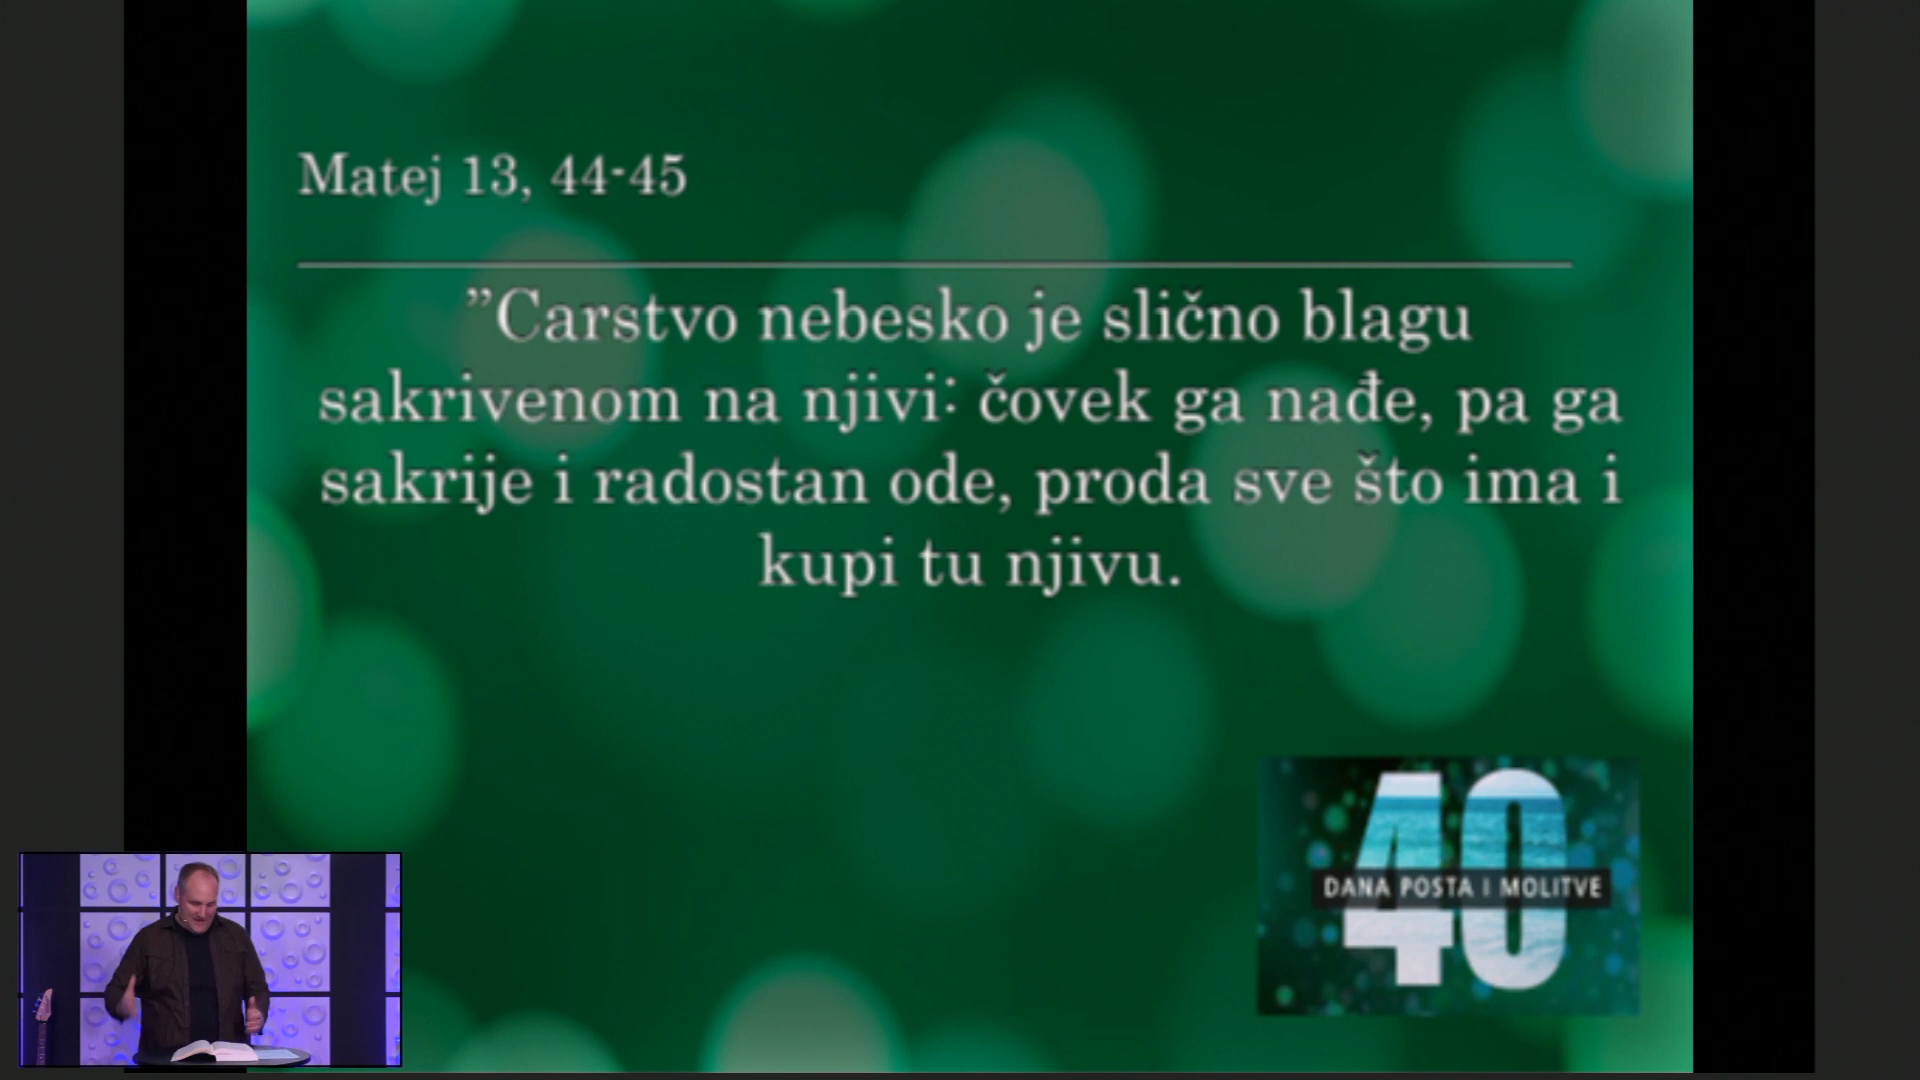 Matej 13, 44-45
”Carstvo nebesko je slično blagu
sakrivenom na njivi: čovek ga nađe, pa ga
sakrije i radostan ode, proda sve što ima i
kupi tu njivu.
40
DANA POSTA I MOLITVE